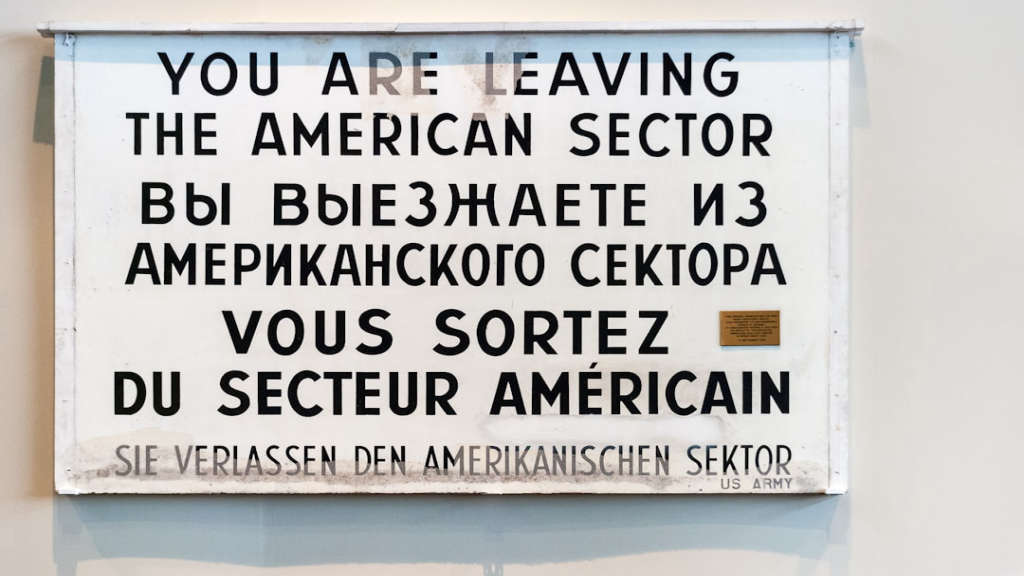 YOU ARE LEAVING
THE AMERICAN SECTOR
ВЫ ВЫЕЗЖАЕТЕ ИЗ
АМЕРИКАНСКОГО СЕКТОРА
VOUS SORTEZ
DU SECTEUR AMÉRICAIN
SIE VERLASSEN DEN AMERIKANISCHEN SEKTOR
US ARMY